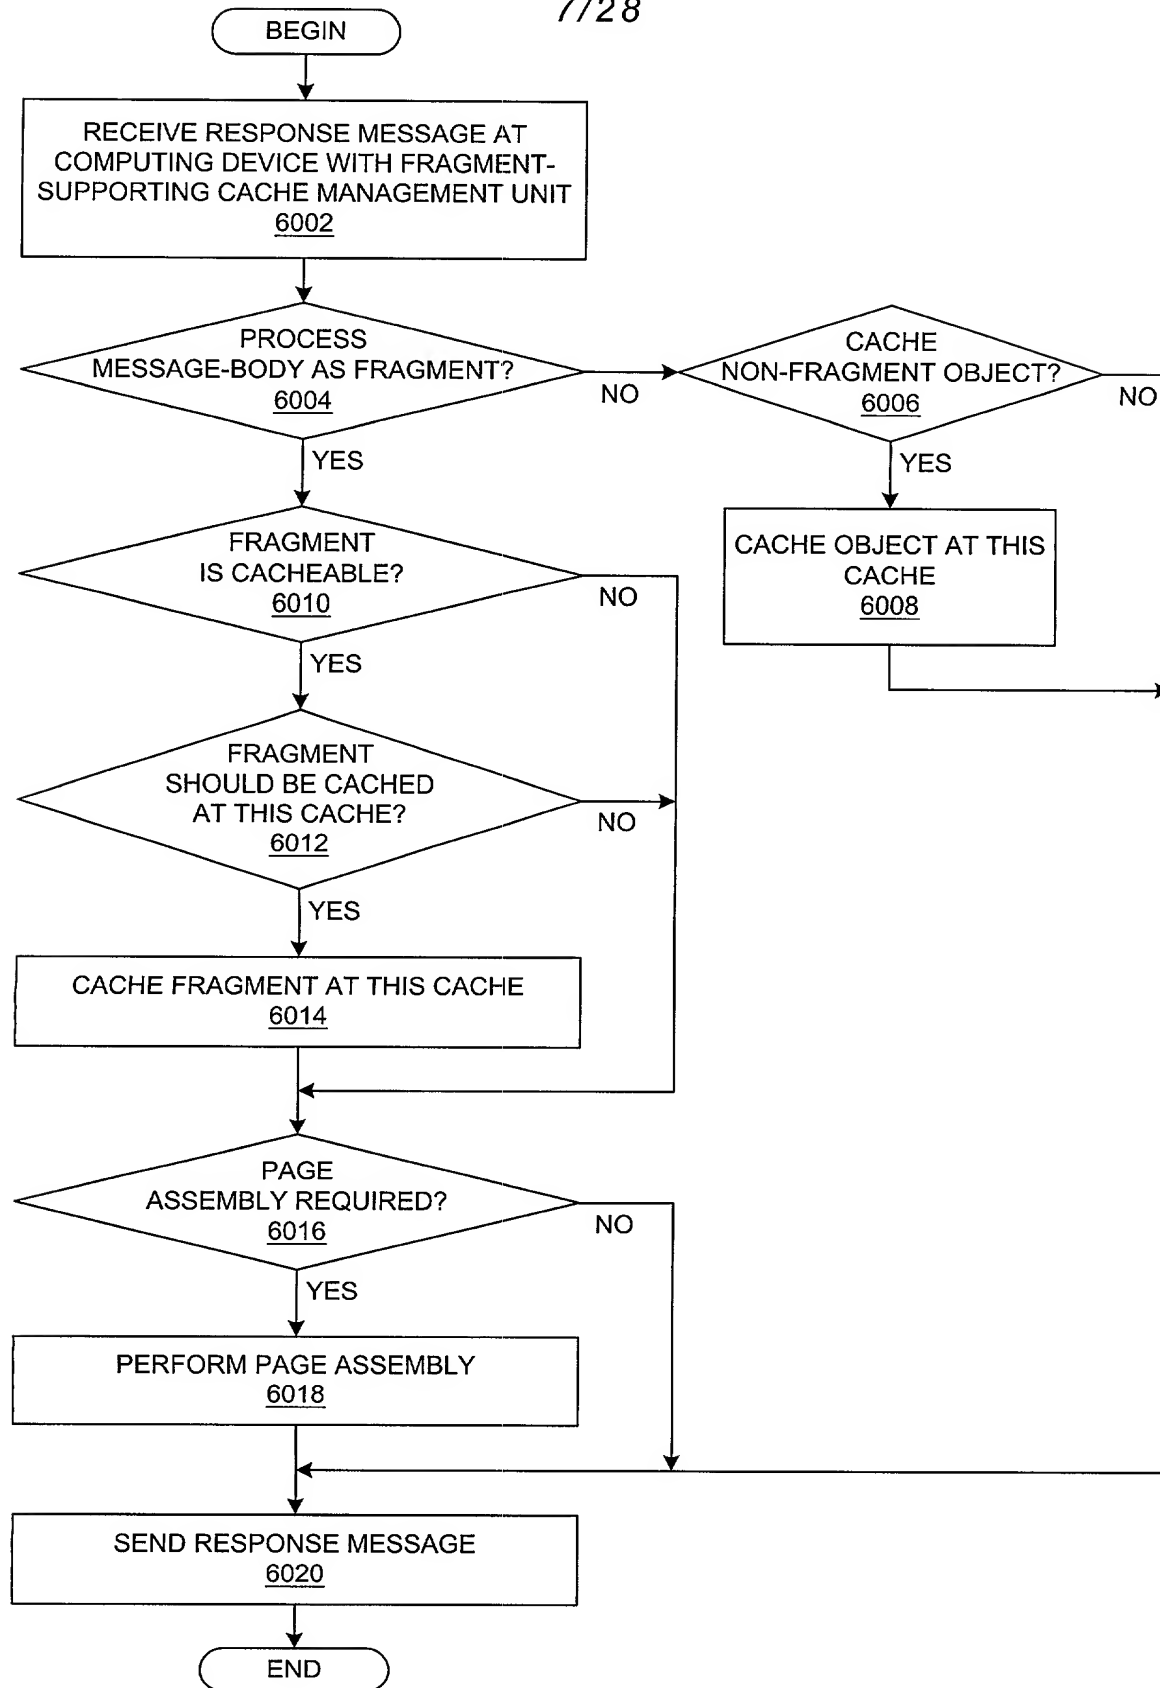 7/28
BEGIN
RECEIVE RESPONSE MESSAGE AT
COMPUTING DEVICE WITH FRAGMENT-
SUPPORTING CACHE MANAGEMENT UNIT
6002
PROCESS
MESSAGE-BODY AS FRAGMENT?
6004
NO
CACHE
NON-FRAGMENT OBJECT?
6006
NO
YES
YES
FRAGMENT
IS CACHEABLE?
6010
NO
CACHE OBJECT AT THIS
CACHE
6008
YES
FRAGMENT
SHOULD BE CACHED
AT THIS CACHE?
6012
NO
YES
CACHE FRAGMENT AT THIS CACHE
6014
PAGE
ASSEMBLY REQUIRED?
6016
NO
YES
PERFORM PAGE ASSEMBLY
6018
SEND RESPONSE MESSAGE
6020
END